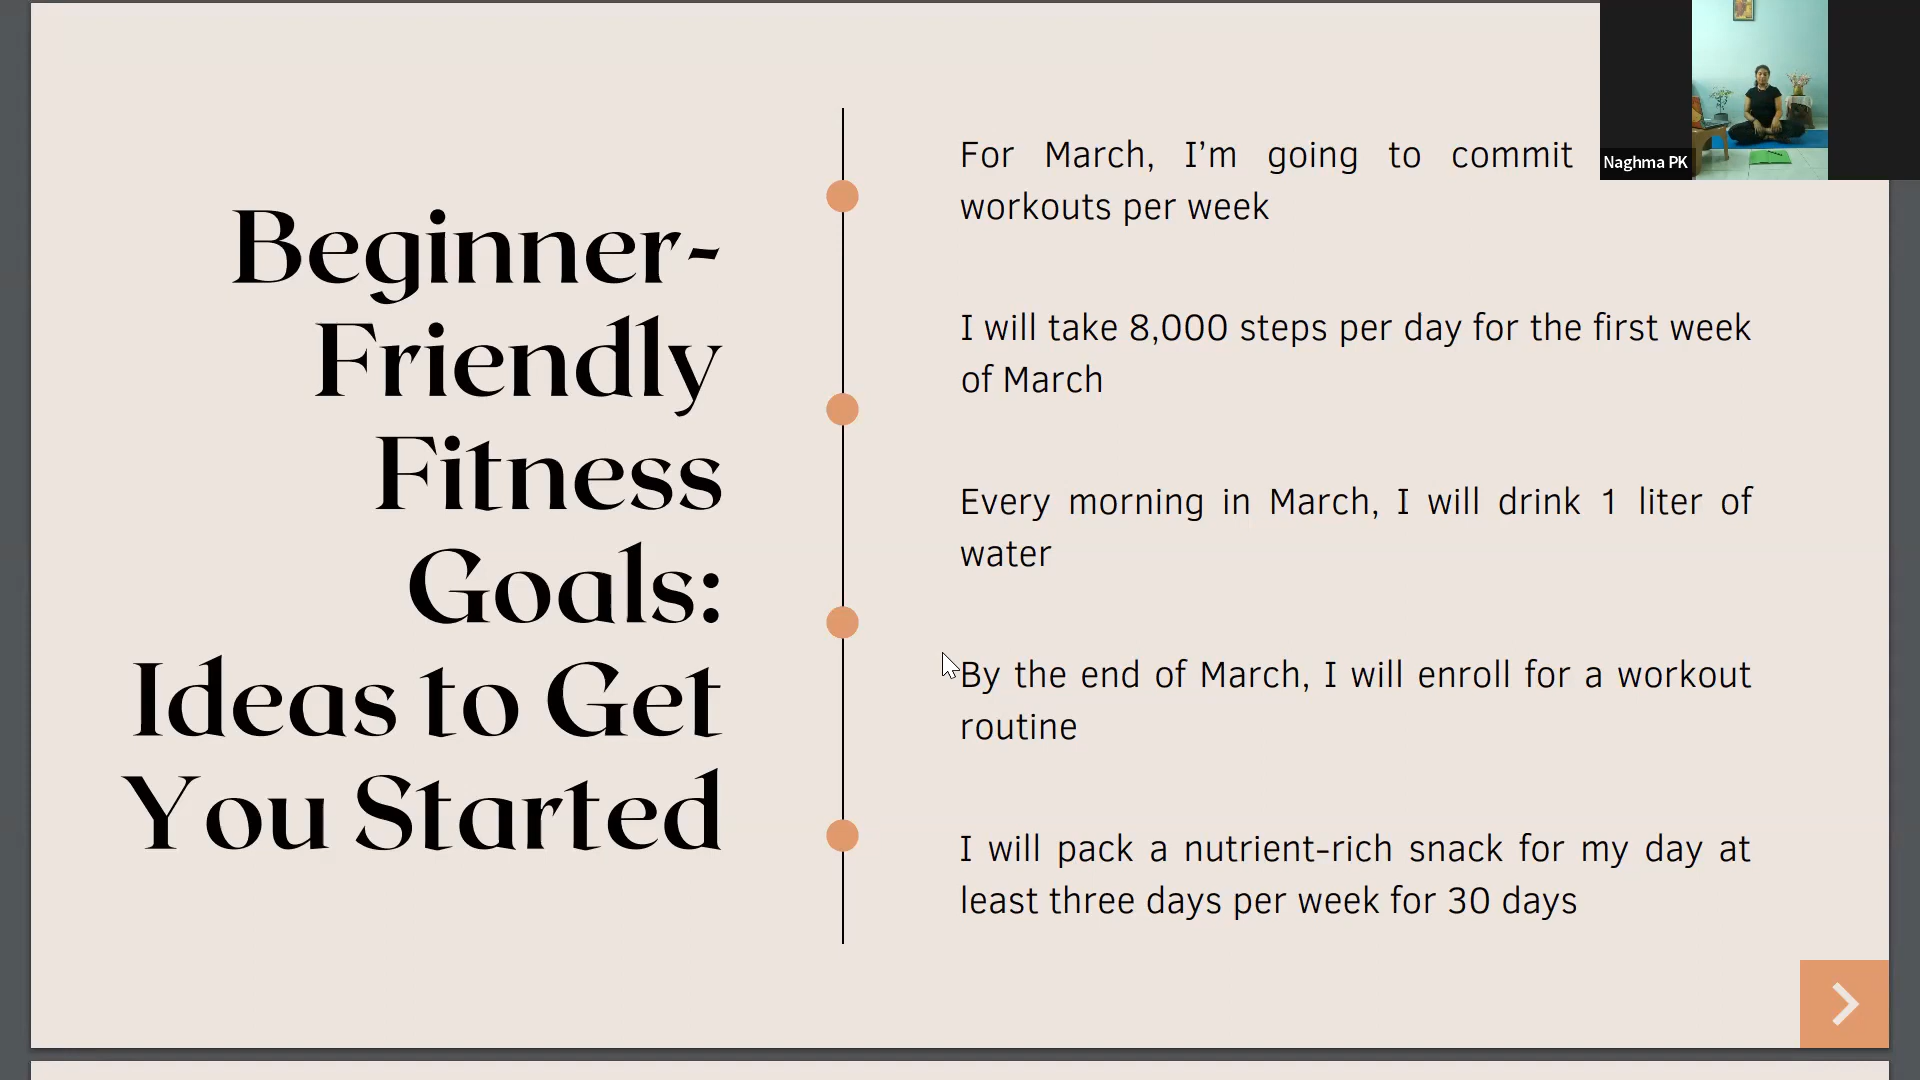 Beginner-
Friendly
Fitness
Goals:
Ideas to Get
You Started
For March, I’m going to commit
workouts per week
I will take 8,000 steps per day for the first week
of March
Every morning in March, I will drink 1 liter of
water
By the end of March, I will enroll for a workout
routine
I will pack a nutrient-rich snack for my day at
least three days per week for 30 days
Naghma PK